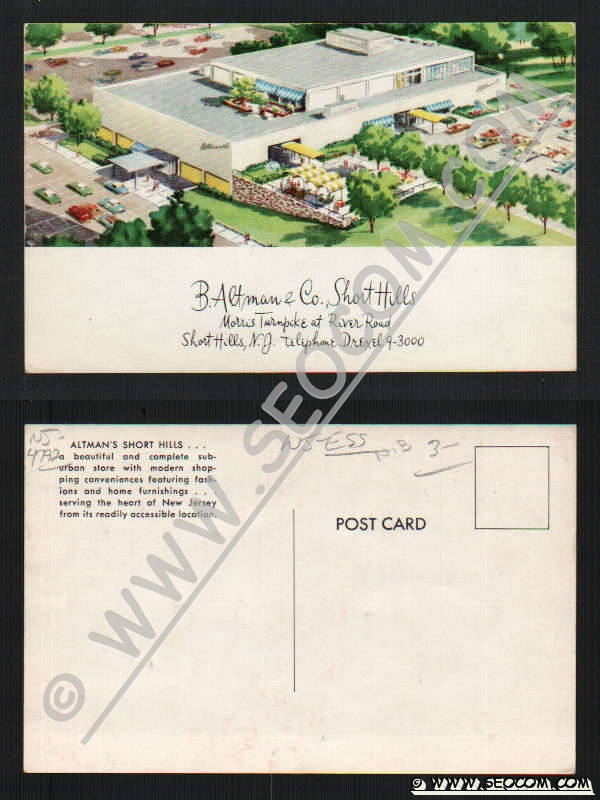 Altman's
B. Altman & Co., Short Hills
Morris Turnpike at River Road
Short Hills, N.J. Telephone Drexel 9-3000
NJ-
4792
ALTMAN'S SHORT HILLS . . .
a beautiful and complete sub-
urban store with modern shop-
ping conveniences featuring fash-
ions and home furnishings . . .
serving the heart of New Jersey
from its readily accessible location.
NJ-ESS
3-
POST CARD
© WWW.SEOCOM.COM
© WWW.SEOCOM.COM